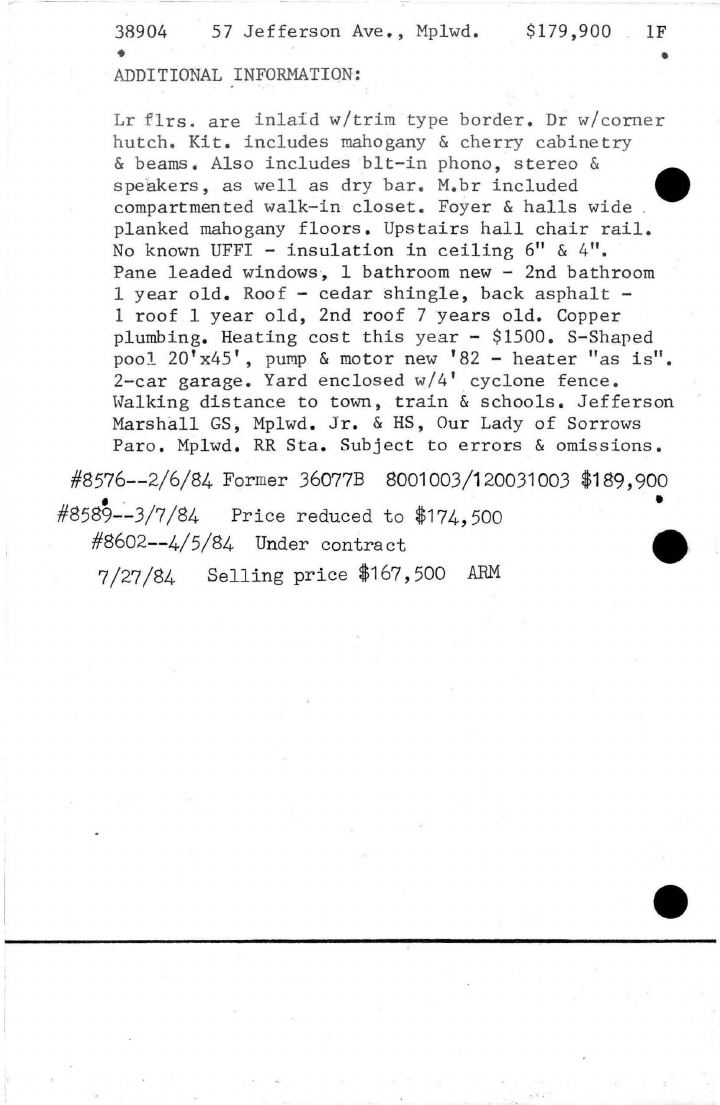 38904 57 Jefferson Ave., Mplwd. $179,900 1F
ADDITIONAL INFORMATION:
Lr flrs. are inlaid w/trim type border. Dr w/corner
hutch. Kit. includes mahogany & cherry cabinetry
& beams. Also includes blt-in phono, stereo &
speakers, as well as dry bar. M.br included
compartmented walk-in closet. Foyer & halls wide
planked mahogany floors. Upstairs hall chair rail.
No known UFFI - insulation in ceiling 6" & 4".
Pane leaded windows, 1 bathroom new - 2nd bathroom
1 year old. Roof - cedar shingle, back asphalt -
1 roof 1 year old, 2nd roof 7 years old. Copper
plumbing. Heating cost this year - $1500. S-Shaped
pool 20'x45', pump & motor new '82 - heater "as is".
2-car garage. Yard enclosed w/4' cyclone fence.
Walking distance to town, train & schools. Jefferson
Marshall GS, Mplwd. Jr. & HS, Our Lady of Sorrows
Paro. Mplwd. RR Sta. Subject to errors & omissions.
#8576--2/6/84 Former 36077B 8001003/120031003 $189,900
#8589--3/7/84 Price reduced to $174,500
#8602--4/5/84 Under contract
7/27/84 Selling price $167,500 ARM